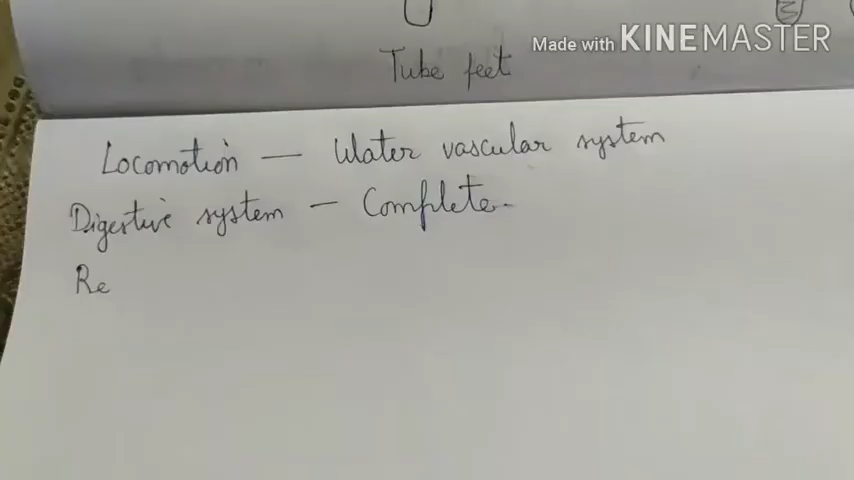 Made with KINEMASTER
Tube feet
Locomotion — Water vascular system
Digestive system — Complete.
Re